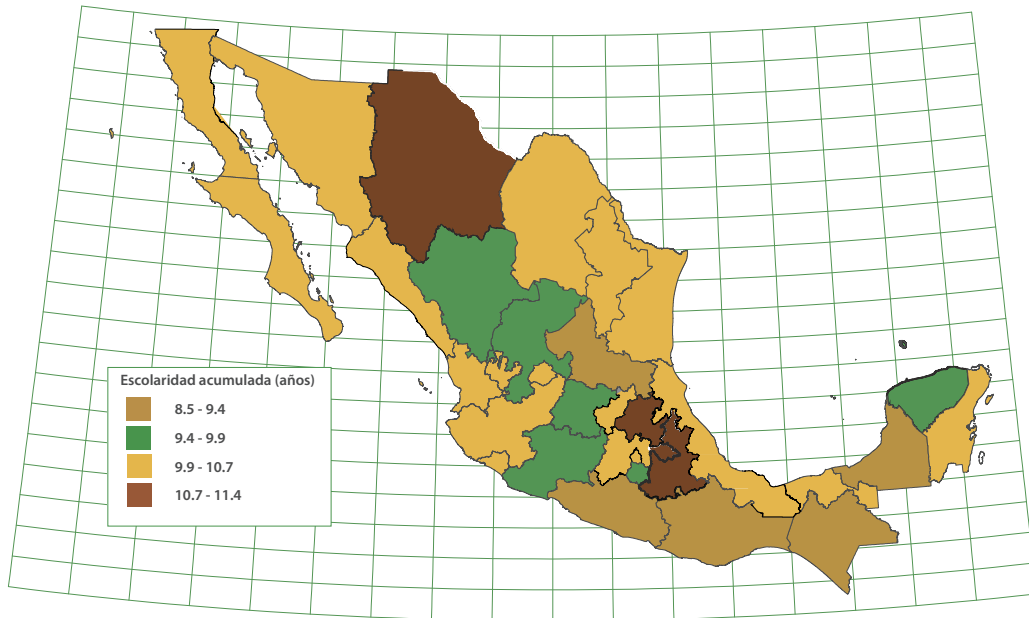 Escolaridad acumulada (años)
8.5 - 9.4
9.4 - 9.9
9.9 - 10.7
10.7 - 11.4